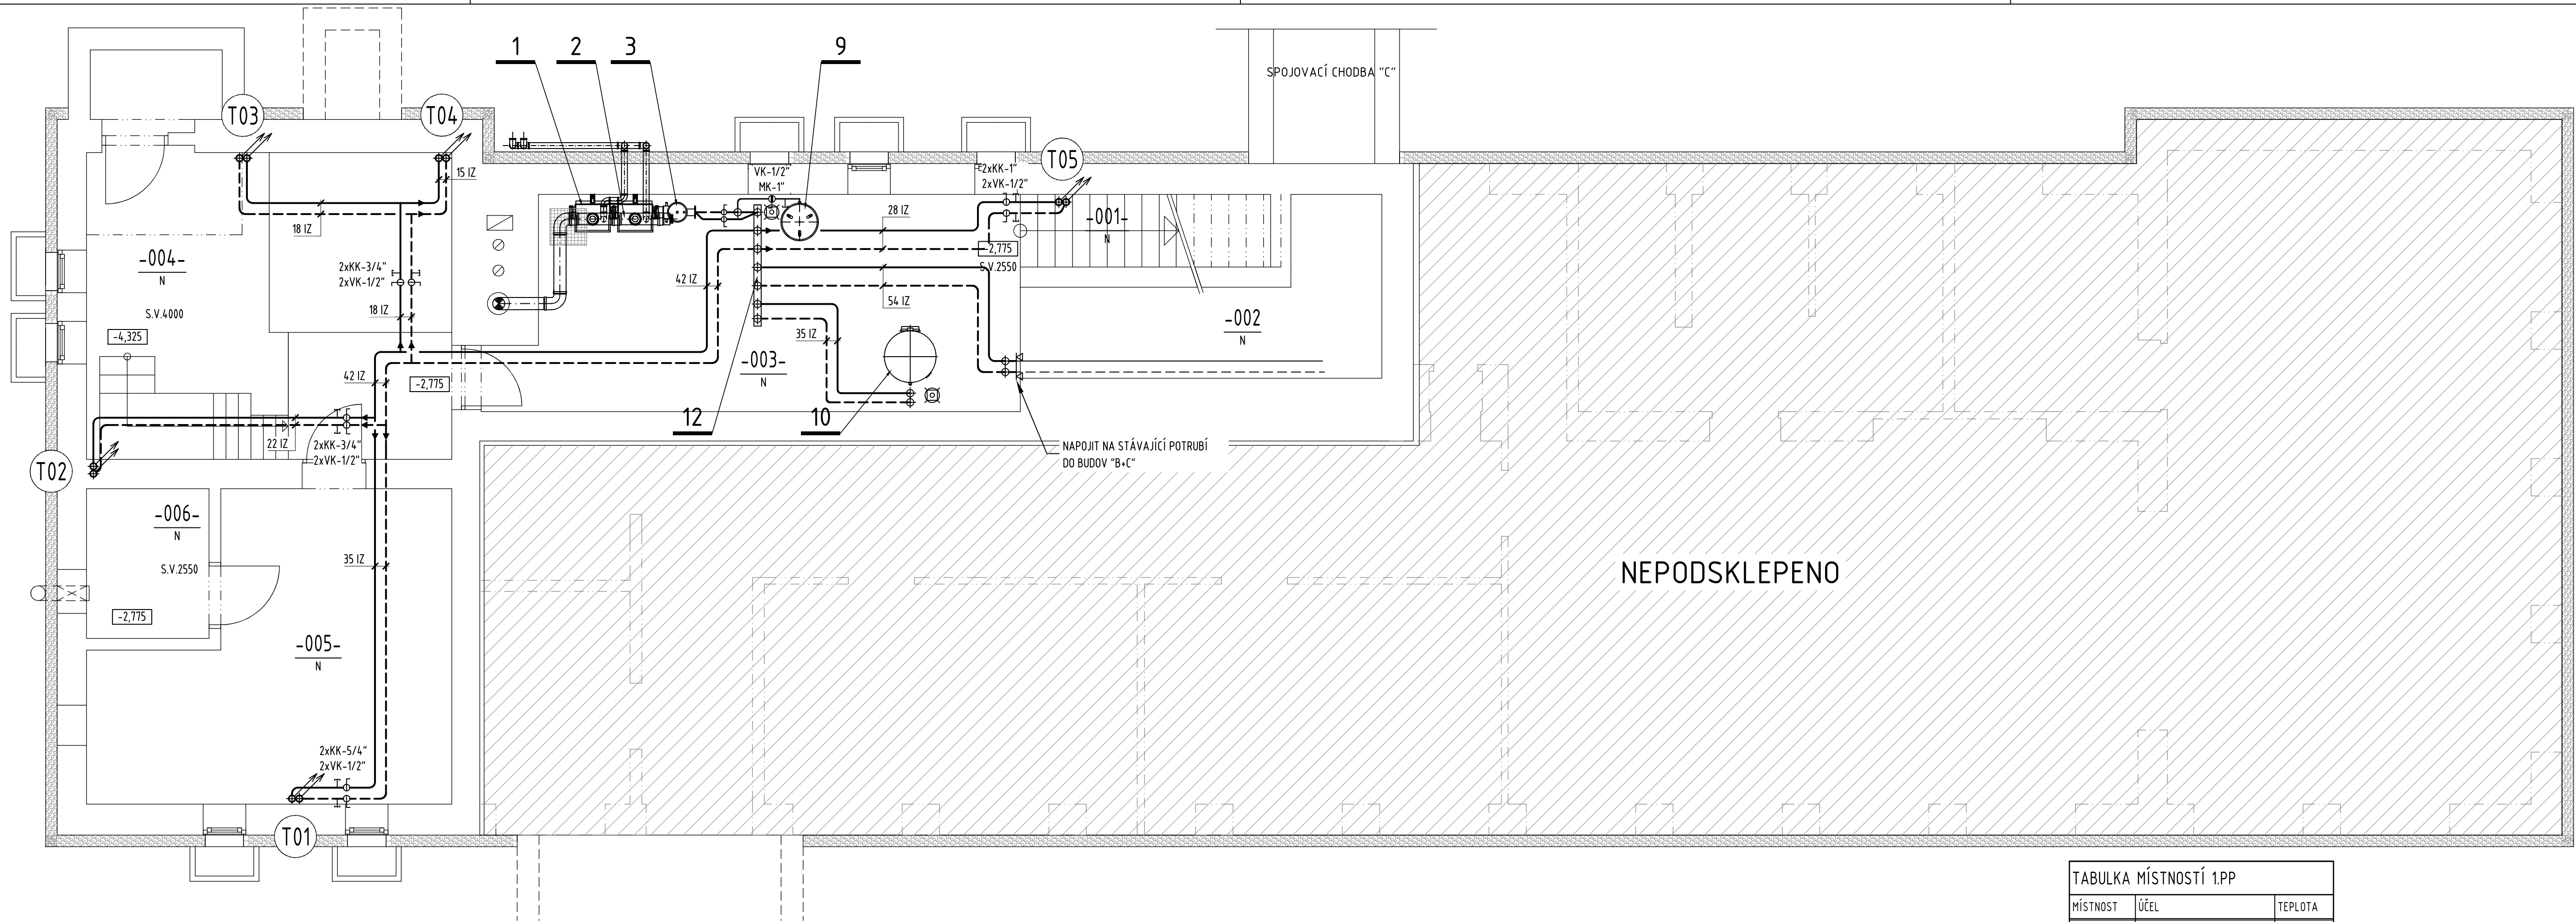 1
2
3
9
SPOJOVACÍ CHODBA "C"
T03
T04
T05
15 IZ
VK-1/2"
MK-1"
2xKK-1"
2xVK-1/2"
18 IZ
28 IZ
-001-
N
-2,775
S.V.2550
-004-
N
2xKK-3/4"
2xVK-1/2"
42 IZ
54 IZ
S.V.4000
18 IZ
-4,325
35 IZ
-002
N
-003-
N
42 IZ
-2,775
12
10
22 IZ
2xKK-3/4"
2xVK-1/2"
NAPOJIT NA STÁVAJÍCÍ POTRUBÍ
DO BUDOV "B+C"
T02
-006-
N
S.V.2550
35 IZ
-2,775
NEPODSKLEPENO
-005-
N
2xKK-5/4"
2xVK-1/2"
T01
TABULKA MÍSTNOSTÍ 1.PP
MÍSTNOST ÚČEL TEPLOTA